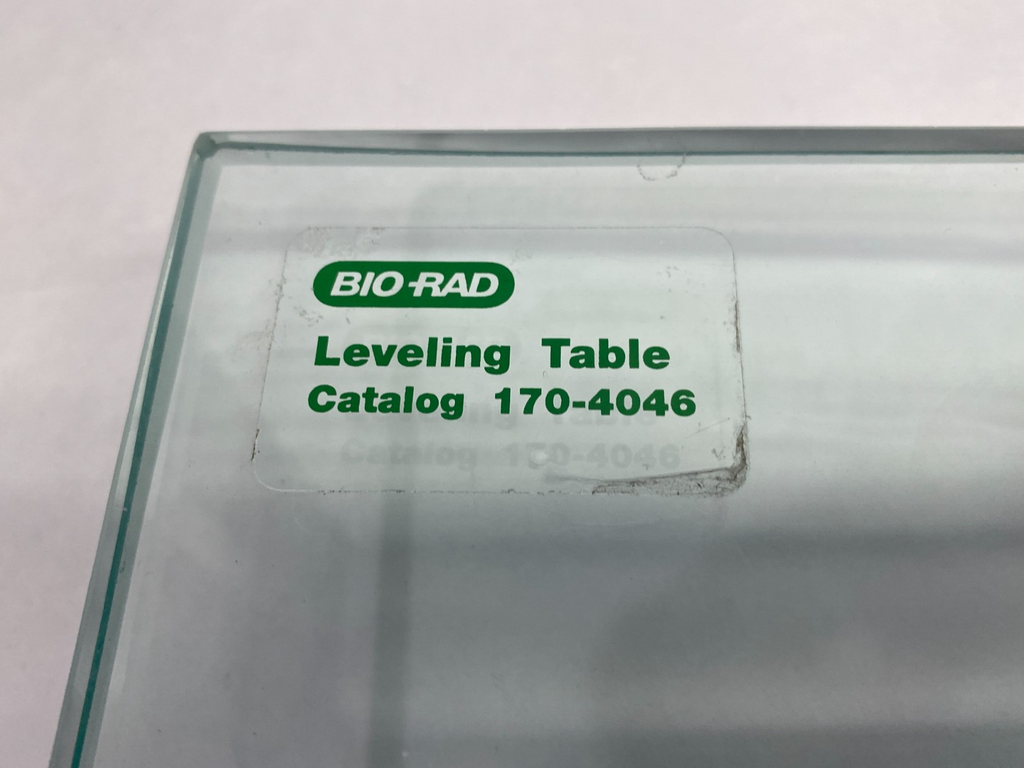 BIO-RAD
Leveling Table
Catalog 170-4046